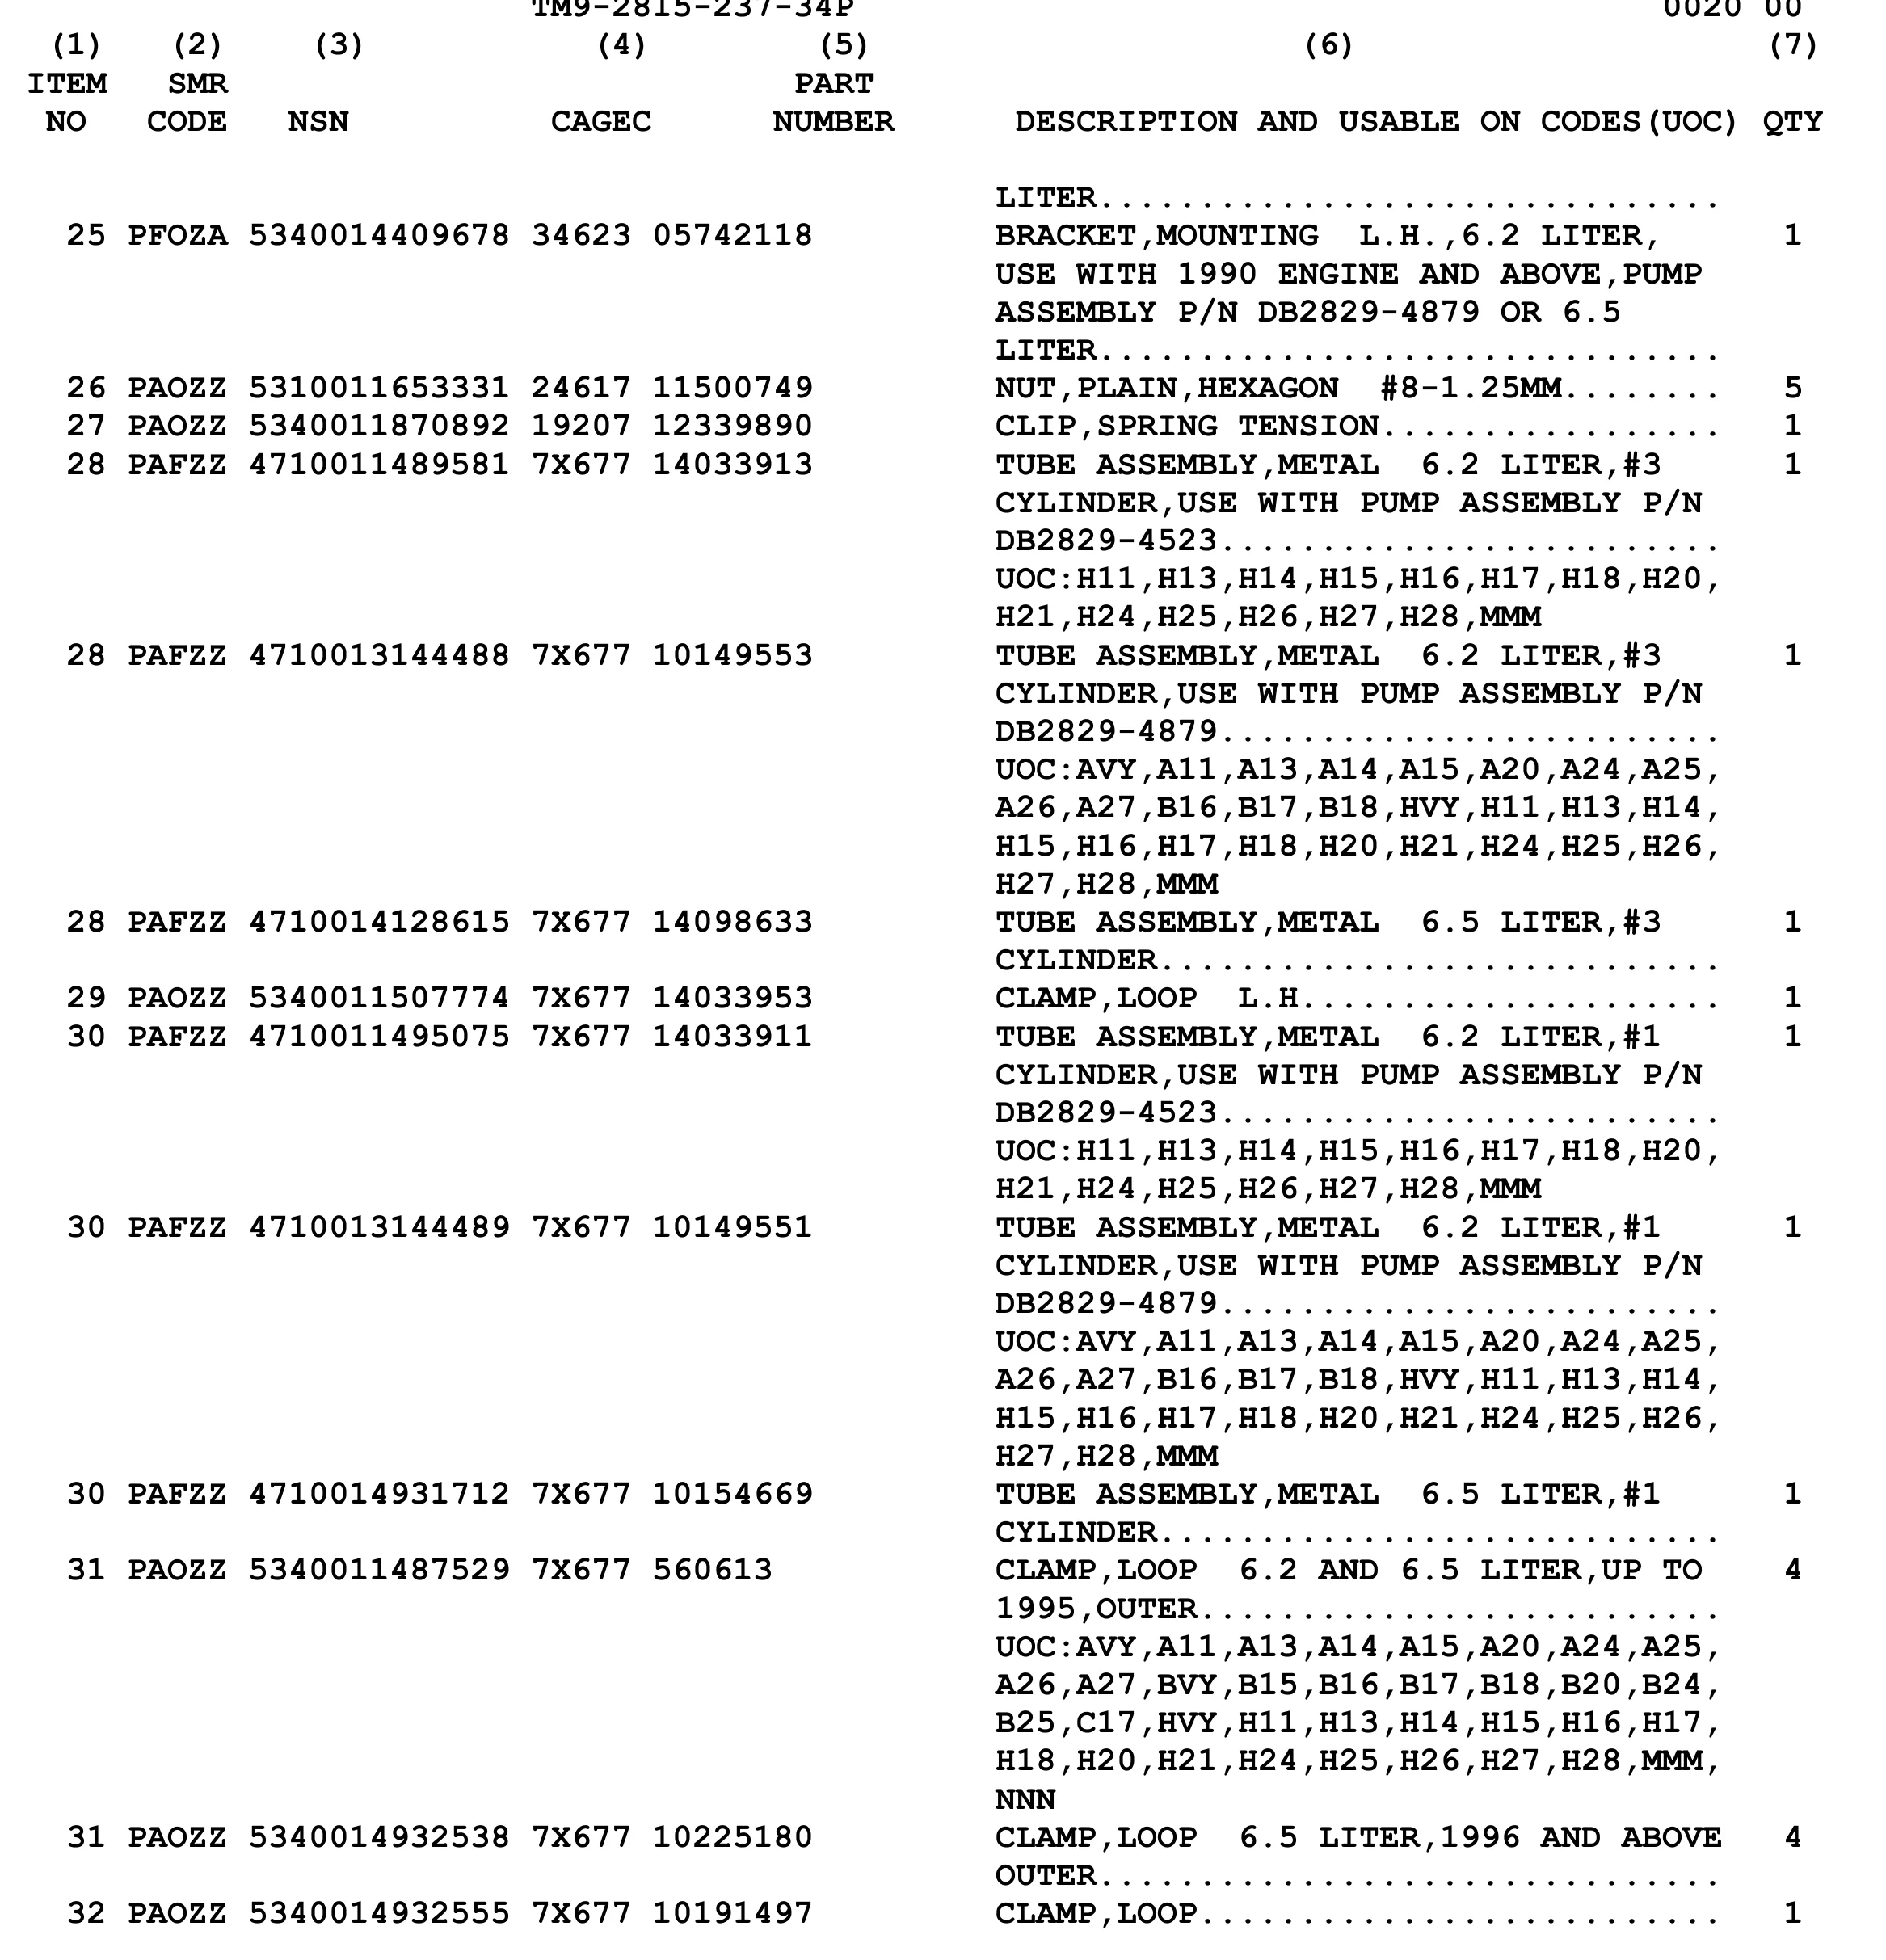 TM9-2815-237-34P 0020 00
(1) (2) (3) (4) (5) (6) (7)
ITEM SMR PART
NO CODE NSN CAGEC NUMBER DESCRIPTION AND USABLE ON CODES(UOC) QTY
LITER...............................
25 PFOZA 5340014409678 34623 05742118 BRACKET,MOUNTING L.H.,6.2 LITER, 1
USE WITH 1990 ENGINE AND ABOVE,PUMP
ASSEMBLY P/N DB2829-4879 OR 6.5
LITER...............................
26 PAOZZ 5310011653331 24617 11500749 NUT,PLAIN,HEXAGON #8-1.25MM........ 5
27 PAOZZ 5340011870892 19207 12339890 CLIP,SPRING TENSION................. 1
28 PAFZZ 4710011489581 7X677 14033913 TUBE ASSEMBLY,METAL 6.2 LITER,#3 1
CYLINDER,USE WITH PUMP ASSEMBLY P/N
DB2829-4523.........................
UOC:H11,H13,H14,H15,H16,H17,H18,H20,
H21,H24,H25,H26,H27,H28,MMM
28 PAFZZ 4710013144488 7X677 10149553 TUBE ASSEMBLY,METAL 6.2 LITER,#3 1
CYLINDER,USE WITH PUMP ASSEMBLY P/N
DB2829-4879.........................
UOC:AVY,A11,A13,A14,A15,A20,A24,A25,
A26,A27,B16,B17,B18,HVY,H11,H13,H14,
H15,H16,H17,H18,H20,H21,H24,H25,H26,
H27,H28,MMM
28 PAFZZ 4710014128615 7X677 14098633 TUBE ASSEMBLY,METAL 6.5 LITER,#3 1
CYLINDER............................
29 PAOZZ 5340011507774 7X677 14033953 CLAMP,LOOP L.H..................... 1
30 PAFZZ 4710011495075 7X677 14033911 TUBE ASSEMBLY,METAL 6.2 LITER,#1 1
CYLINDER,USE WITH PUMP ASSEMBLY P/N
DB2829-4523.........................
UOC:H11,H13,H14,H15,H16,H17,H18,H20,
H21,H24,H25,H26,H27,H28,MMM
30 PAFZZ 4710013144489 7X677 10149551 TUBE ASSEMBLY,METAL 6.2 LITER,#1 1
CYLINDER,USE WITH PUMP ASSEMBLY P/N
DB2829-4879.........................
UOC:AVY,A11,A13,A14,A15,A20,A24,A25,
A26,A27,B16,B17,B18,HVY,H11,H13,H14,
H15,H16,H17,H18,H20,H21,H24,H25,H26,
H27,H28,MMM
30 PAFZZ 4710014931712 7X677 10154669 TUBE ASSEMBLY,METAL 6.5 LITER,#1 1
CYLINDER............................
31 PAOZZ 5340011487529 7X677 560613 CLAMP,LOOP 6.2 AND 6.5 LITER,UP TO 4
1995,OUTER..........................
UOC:AVY,A11,A13,A14,A15,A20,A24,A25,
A26,A27,BVY,B15,B16,B17,B18,B20,B24,
B25,C17,HVY,H11,H13,H14,H15,H16,H17,
H18,H20,H21,H24,H25,H26,H27,H28,MMM,
NNN
31 PAOZZ 5340014932538 7X677 10225180 CLAMP,LOOP 6.5 LITER,1996 AND ABOVE 4
OUTER...............................
32 PAOZZ 5340014932555 7X677 10191497 CLAMP,LOOP.......................... 1